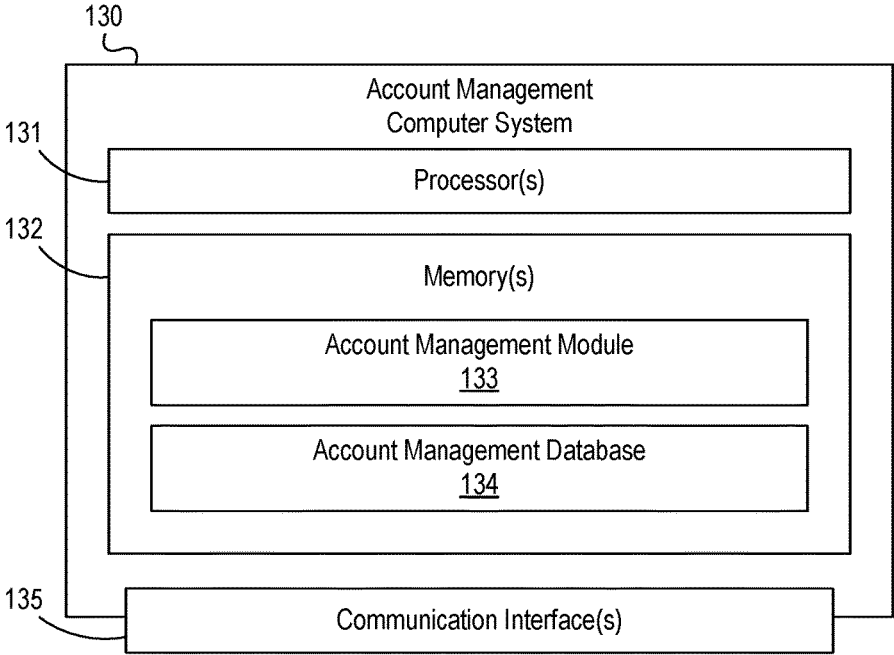 130
Account Management
Computer System
131
Processor(s)
132
Memory(s)
Account Management Module
133
Account Management Database
134
135
Communication Interface(s)